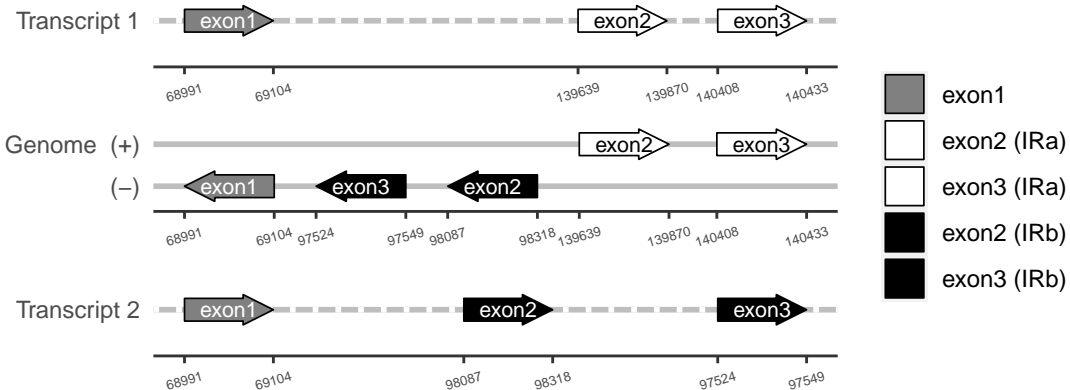 Transcript 1 exon1 exon2 exon3
68991 69104 139639 139870 140408 140433
Genome (+) exon2 exon3
(−) exon1 exon3 exon2
68991 69104 97524 97549 98087 98318 139639 139870 140408 140433
Transcript 2 exon1 exon2 exon3
68991 69104 98087 98318 97524 97549
exon1
exon2 (IRa)
exon3 (IRa)
exon2 (IRb)
exon3 (IRb)